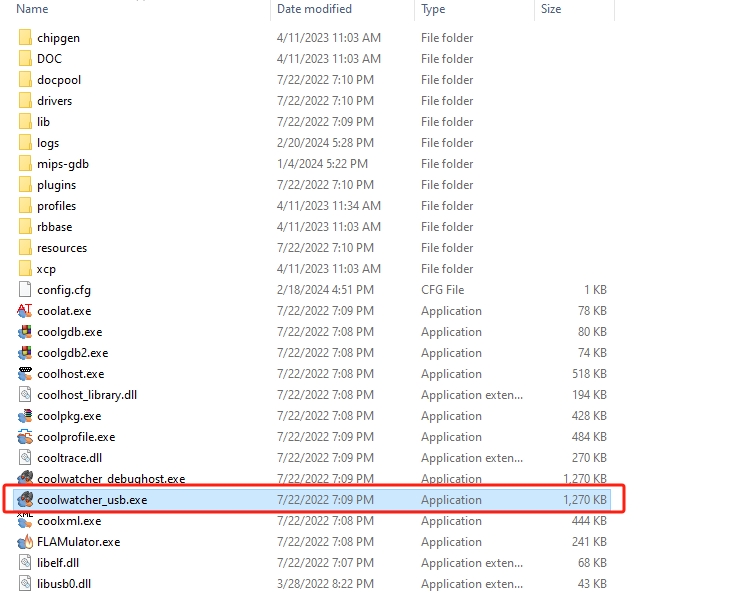 Name Date modified Type Size
chipgen 4/11/2023 11:03 AM File folder
DOC 4/11/2023 11:03 AM File folder
docpool 7/22/2022 7:10 PM File folder
drivers 7/22/2022 7:10 PM File folder
lib 7/22/2022 7:09 PM File folder
logs 2/20/2024 5:28 PM File folder
mips-gdb 1/4/2024 5:22 PM File folder
plugins 7/22/2022 7:10 PM File folder
profiles 4/11/2023 11:34 AM File folder
rbbase 4/11/2023 11:03 AM File folder
resources 7/22/2022 7:10 PM File folder
xcp 4/11/2023 11:03 AM File folder
config.cfg 2/18/2024 4:51 PM CFG File 1 KB
coolat.exe 7/22/2022 7:09 PM Application 78 KB
coolgdb.exe 7/22/2022 7:08 PM Application 80 KB
coolgdb2.exe 7/22/2022 7:08 PM Application 74 KB
coolhost.exe 7/22/2022 7:08 PM Application 518 KB
coolhost_library.dll 7/22/2022 7:08 PM Application exten... 194 KB
coolpkg.exe 7/22/2022 7:08 PM Application 428 KB
coolprofile.exe 7/22/2022 7:09 PM Application 484 KB
cooltrace.dll 7/22/2022 7:09 PM Application exten... 270 KB
coolwatcher_debughost.exe 7/22/2022 7:09 PM Application 1,270 KB
coolwatcher_usb.exe 7/22/2022 7:09 PM Application 1,270 KB
coolxml.exe 7/22/2022 7:08 PM Application 444 KB
FLAMulator.exe 7/22/2022 7:08 PM Application 241 KB
libelf.dll 7/22/2022 7:07 PM Application exten... 68 KB
libusb0.dll 3/28/2022 8:22 PM Application exten... 43 KB